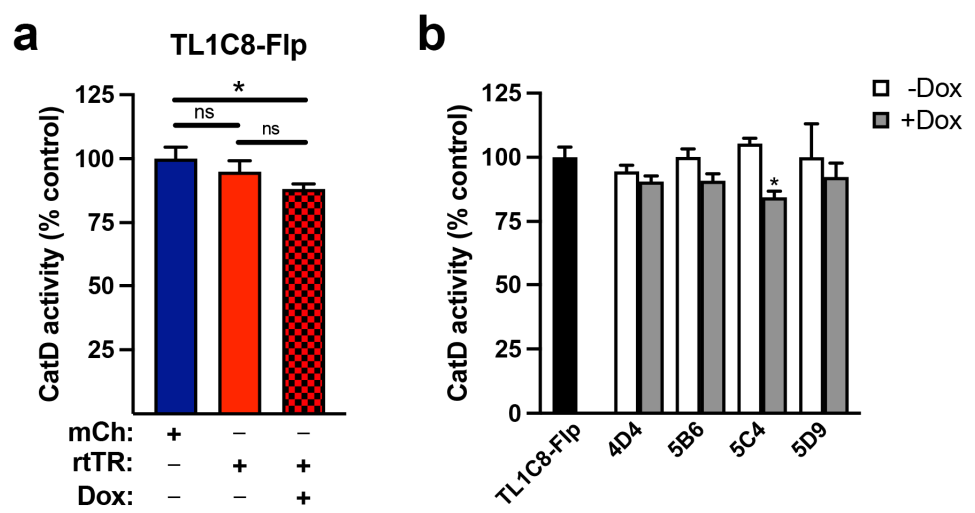 a
TL1C8-Flp
CatD activity (% control)
125
100
75
50
25
*
ns
ns
mCh: + – –
rtTR: – + +
Dox: – – +
b
CatD activity (% control)
125
100
75
50
25
0
*
-Dox
+Dox
TL1C8-Flp
4D4
5B6
5C4
5D9